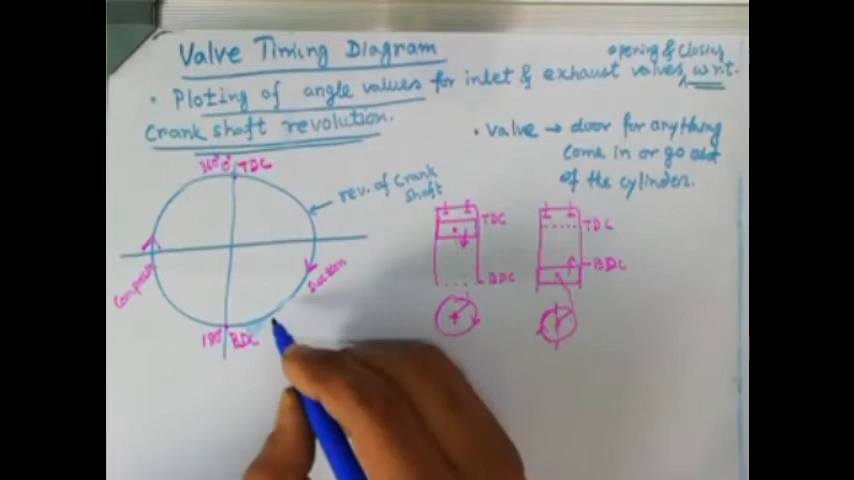 Valve Timing Diagram
opening & closing
• Ploting of angle values for inlet & exhaust valves, w.r.t.
Crank shaft revolution.
• Valve → door for anything
come in or go out
of the cylinder.
360° 0° TDC
rev. of Crank
shaft
Suction
180° BDC
TDC
BDC
TDC
BDC